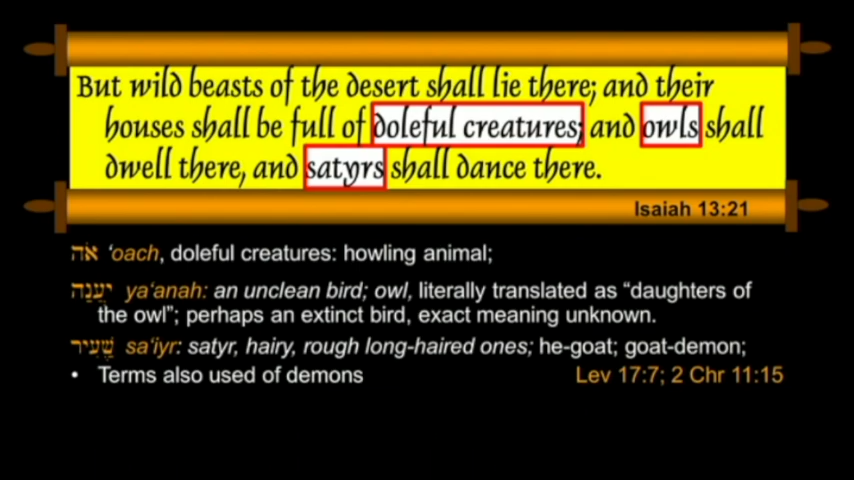 But wild beasts of the desert shall lie there; and their
houses shall be full of doleful creatures; and owls shall
dwell there, and satyrs shall dance there.
Isaiah 13:21
אֹה 'oach, doleful creatures: howling animal;
יַעֲנָה ya'anah: an unclean bird; owl, literally translated as “daughters of
the owl”; perhaps an extinct bird, exact meaning unknown.
שָׂעִיר sa'iyr: satyr, hairy, rough long-haired ones; he-goat; goat-demon;
• Terms also used of demons Lev 17:7; 2 Chr 11:15